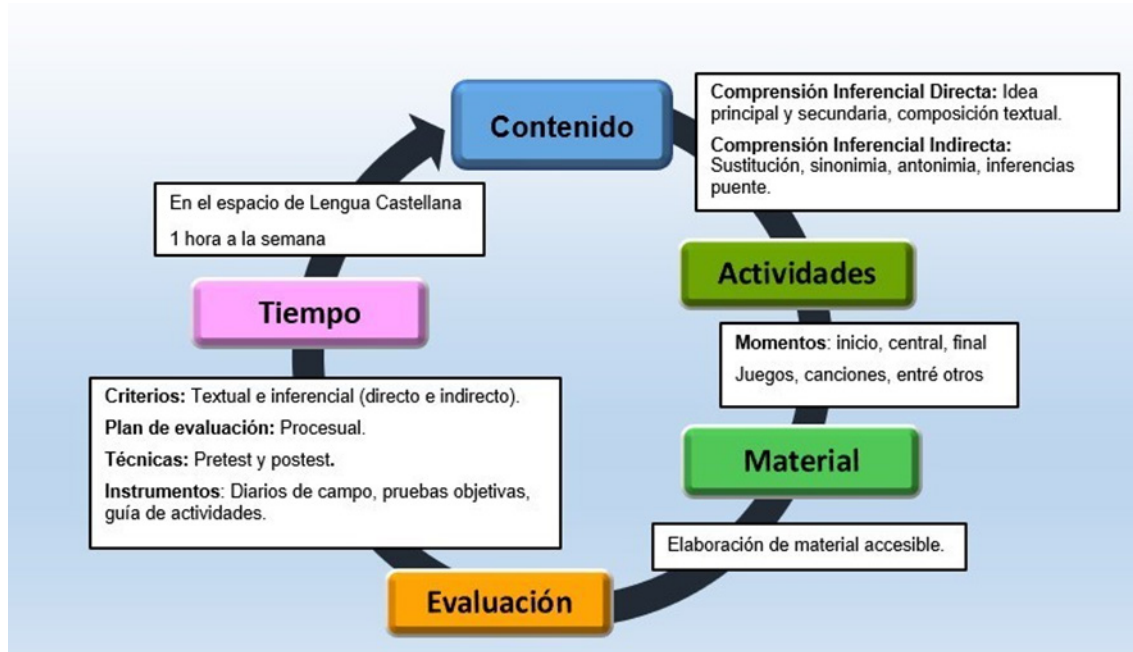 Contenido
Comprensión Inferencial Directa: Idea
principal y secundaria, composición textual.
Comprensión Inferencial Indirecta:
Sustitución, sinonimia, antonimia, inferencias
puente.
Actividades
Momentos: inicio, central, final
Juegos, canciones, entré otros
Material
Elaboración de material accesible.
Evaluación
Criterios: Textual e inferencial (directo e indirecto).
Plan de evaluación: Procesual.
Técnicas: Pretest y postest.
Instrumentos: Diarios de campo, pruebas objetivas,
guía de actividades.
Tiempo
En el espacio de Lengua Castellana
1 hora a la semana